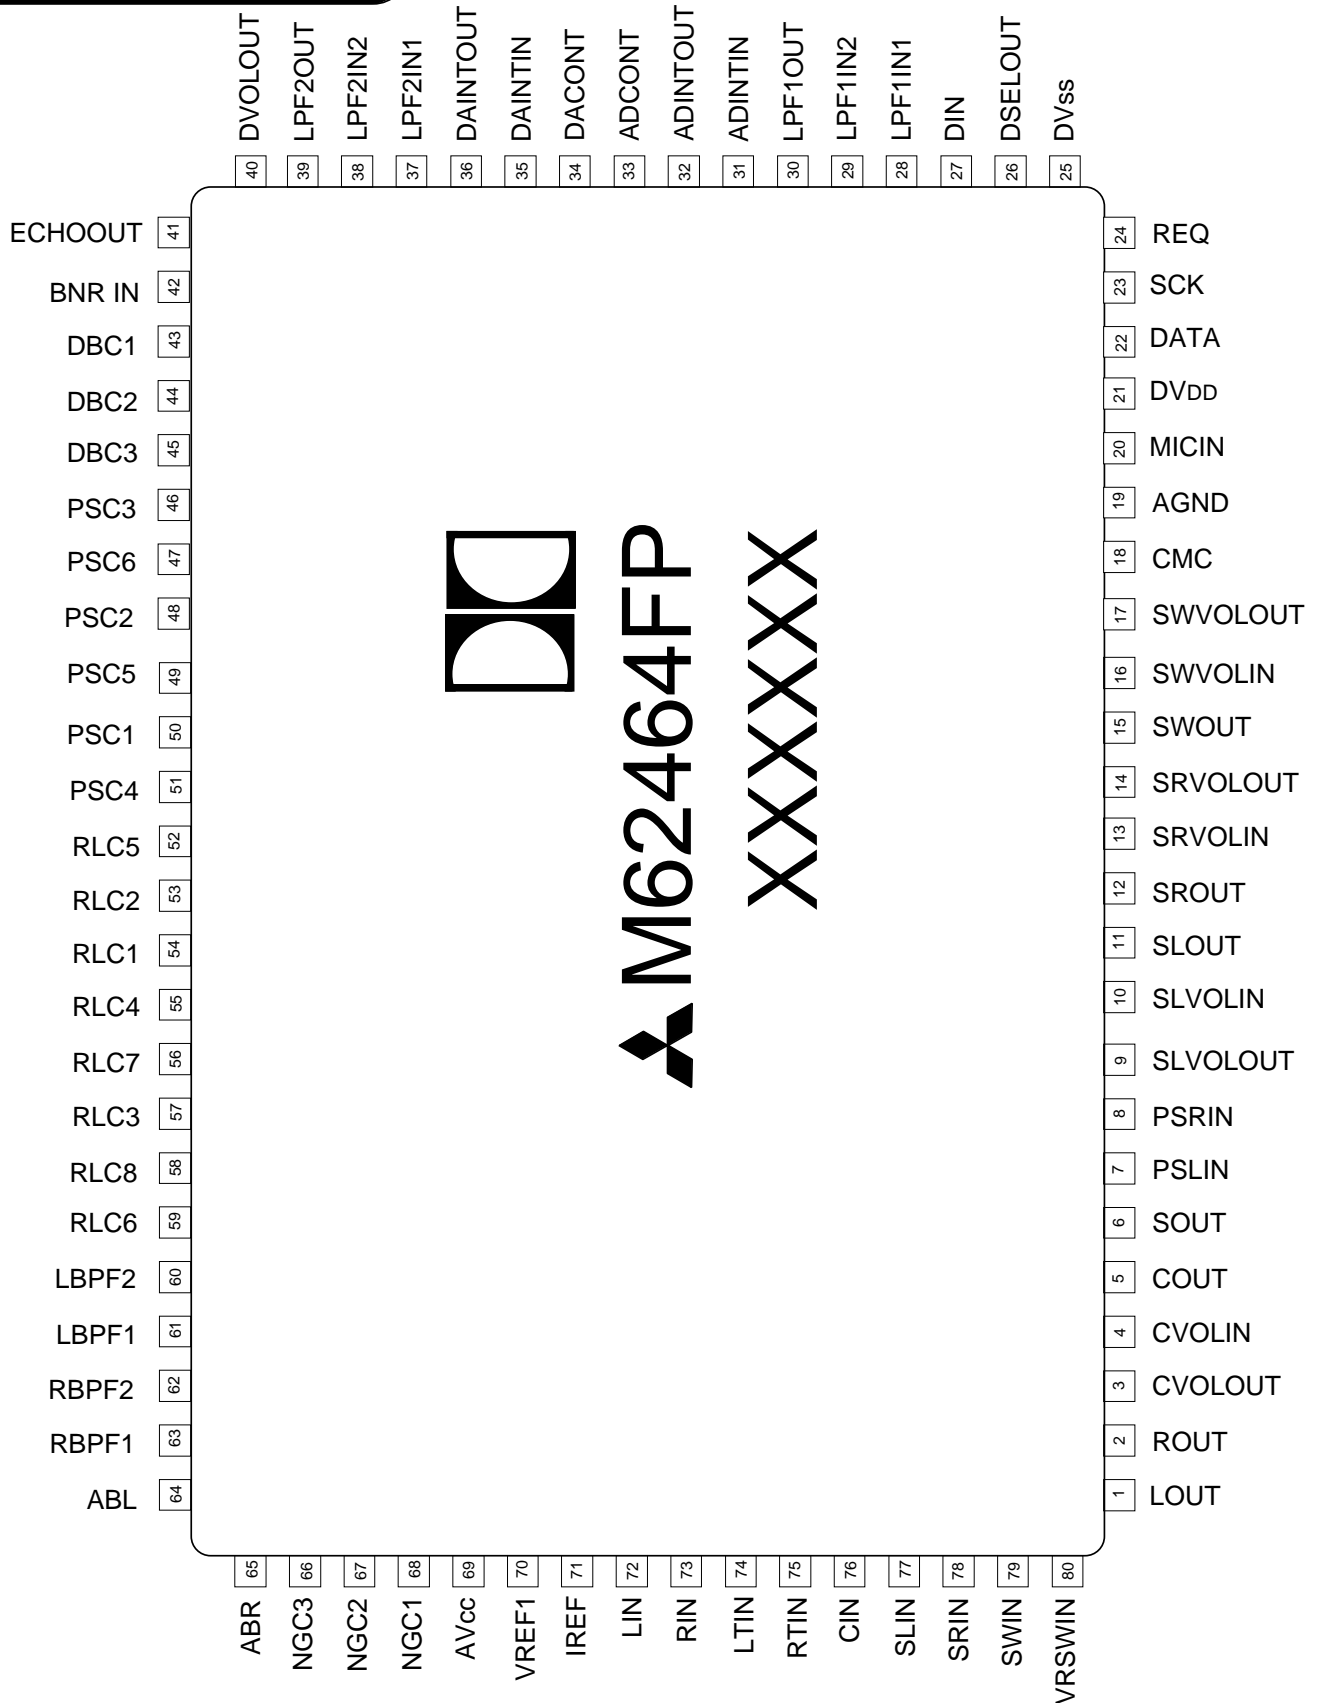 DVOLOUT 40
LPF2OUT 39
LPF2IN2 38
LPF2IN1 37
DAINTOUT 36
DAINTIN 35
DACONT 34
ADCONT 33
ADINTOUT 32
ADINTIN 31
LPF1OUT 30
LPF1IN2 29
LPF1IN1 28
DIN 27
DSELOUT 26
DVss 25
ECHOOUT 41
BNR IN 42
DBC1 43
DBC2 44
DBC3 45
PSC3 46
PSC6 47
PSC2 48
PSC5 49
PSC1 50
PSC4 51
RLC5 52
RLC2 53
RLC1 54
RLC4 55
RLC7 56
RLC3 57
RLC8 58
RLC6 59
LBPF2 60
LBPF1 61
RBPF2 62
RBPF1 63
ABL 64
M62464FP
XXXXXX
24 REQ
23 SCK
22 DATA
21 DVDD
20 MICIN
19 AGND
18 CMC
17 SWVOLOUT
16 SWVOLIN
15 SWOUT
14 SRVOLOUT
13 SRVOLIN
12 SROUT
11 SLOUT
10 SLVOLIN
9 SLVOLOUT
8 PSRIN
7 PSLIN
6 SOUT
5 COUT
4 CVOLIN
3 CVOLOUT
2 ROUT
1 LOUT
ABR 65
NGC3 66
NGC2 67
NGC1 68
AVcc 69
VREF1 70
IREF 71
LIN 72
RIN 73
LTIN 74
RTIN 75
CIN 76
SLIN 77
SRIN 78
SWIN 79
VRSWIN 80